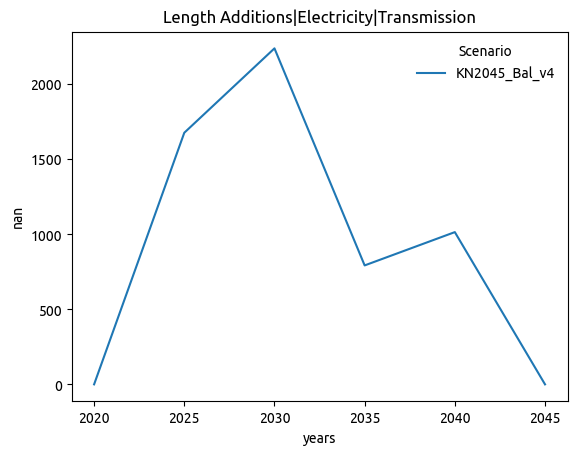 Length Additions|Electricity|Transmission
Scenario
KN2045_Bal_v4
2000
1500
1000
500
0
nan
2020 2025 2030 2035 2040 2045
years